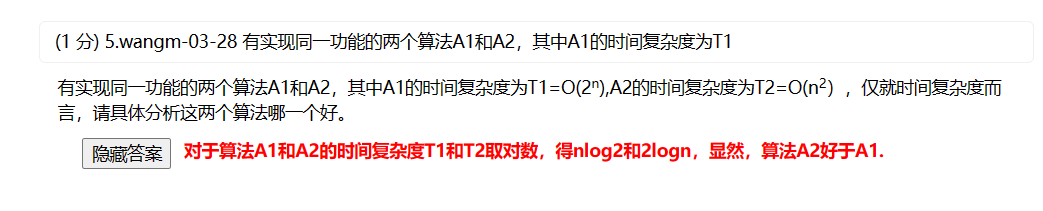 (1 分) 5.wangm-03-28 有实现同一功能的两个算法A1和A2，其中A1的时间复杂度为T1
有实现同一功能的两个算法A1和A2，其中A1的时间复杂度为T1=O(2ⁿ),A2的时间复杂度为T2=O(n²），仅就时间复杂度而
言，请具体分析这两个算法哪一个好。
隐藏答案 对于算法A1和A2的时间复杂度T1和T2取对数，得nlog2和2logn，显然，算法A2好于A1.